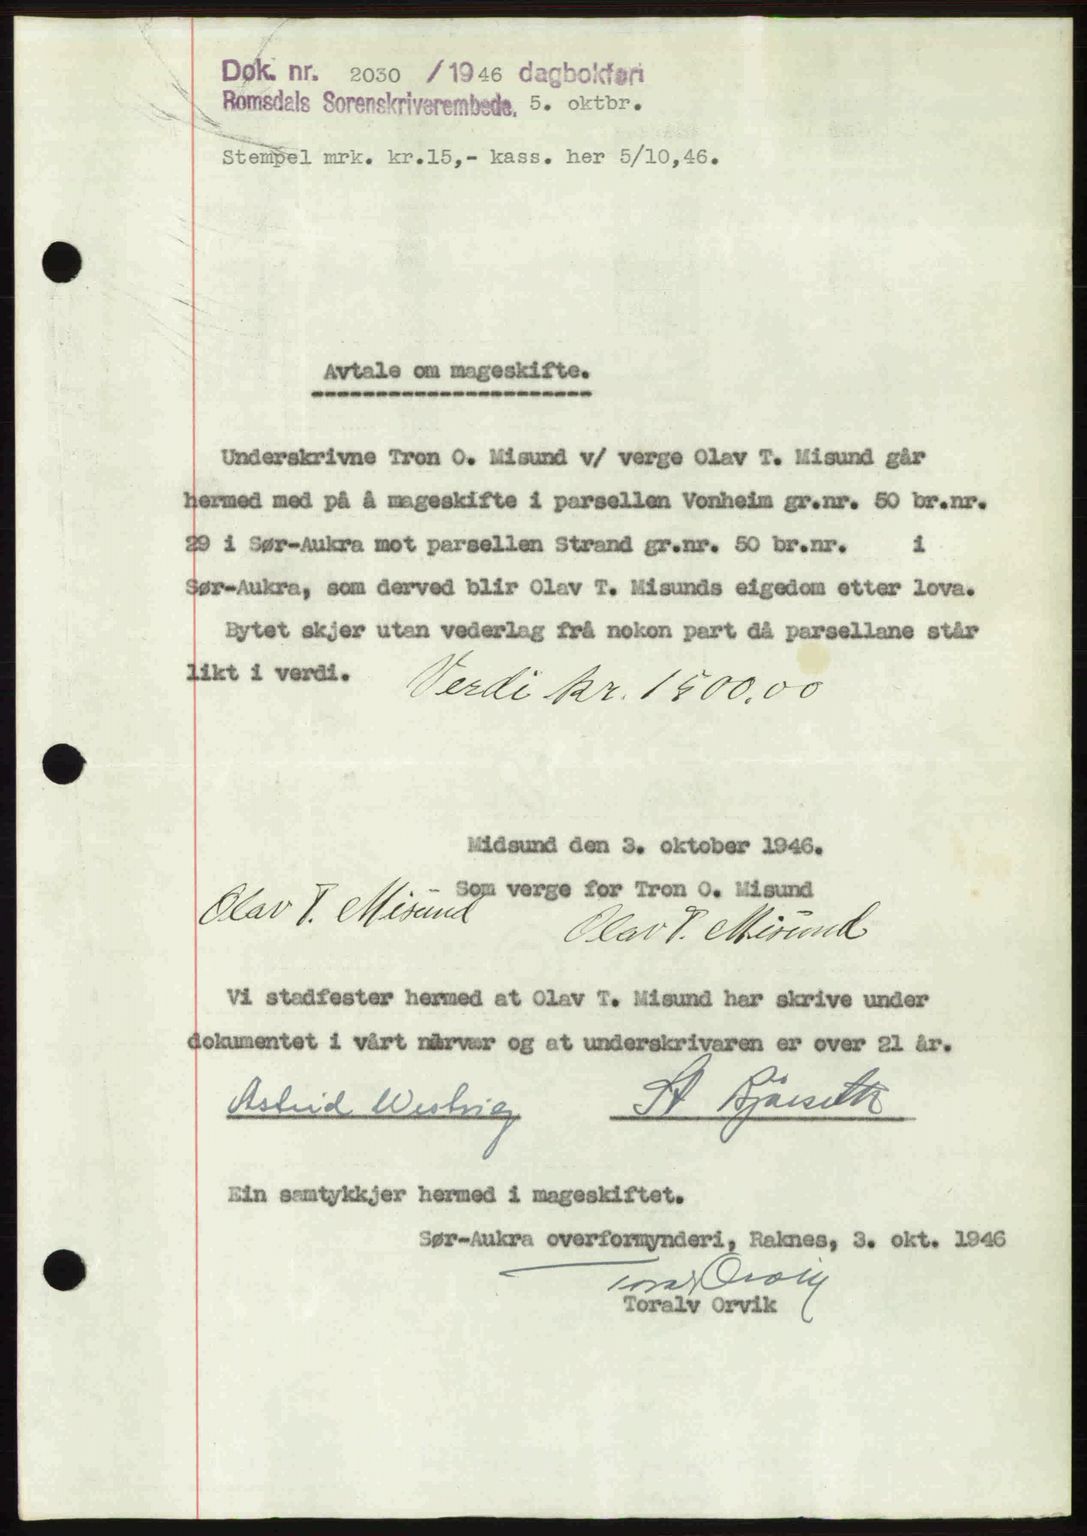 Dok. nr. 2030 /1946 dagbokført
Romsdals Sorenskriverembede, 5. oktbr.
Stempel mrk. kr.15,- kass. her 5/10,46.
Avtale om mageskifte.
Underskrivne Tron O. Misund v/ verge Olav T. Misund går
hermed med på å mageskifte i parsellen Vonheim gr.nr. 50 br.nr.
29 i Sør-Aukra mot parsellen Strand gr.nr. 50 br.nr. i
Sør-Aukra, som derved blir Olav T. Misunds eigedom etter lova.
Bytet skjer utan vederlag frå nokon part då parsellane står
likt i verdi. Verdi kr. 1500.00
Midsund den 3. oktober 1946.
Som verge for Tron O. Misund
Olav T. Misund Olav T. Misund
Vi stadfester hermed at Olav T. Misund har skrive under
dokumentet i vårt nærvær og at underskrivaren er over 21 år.
Astrid Westvig St Bjørseth
Ein samtykkjer hermed i mageskiftet.
Sør-Aukra overformynderi, Raknes, 3. okt. 1946
Toralv Orvik
Toralv Orvik